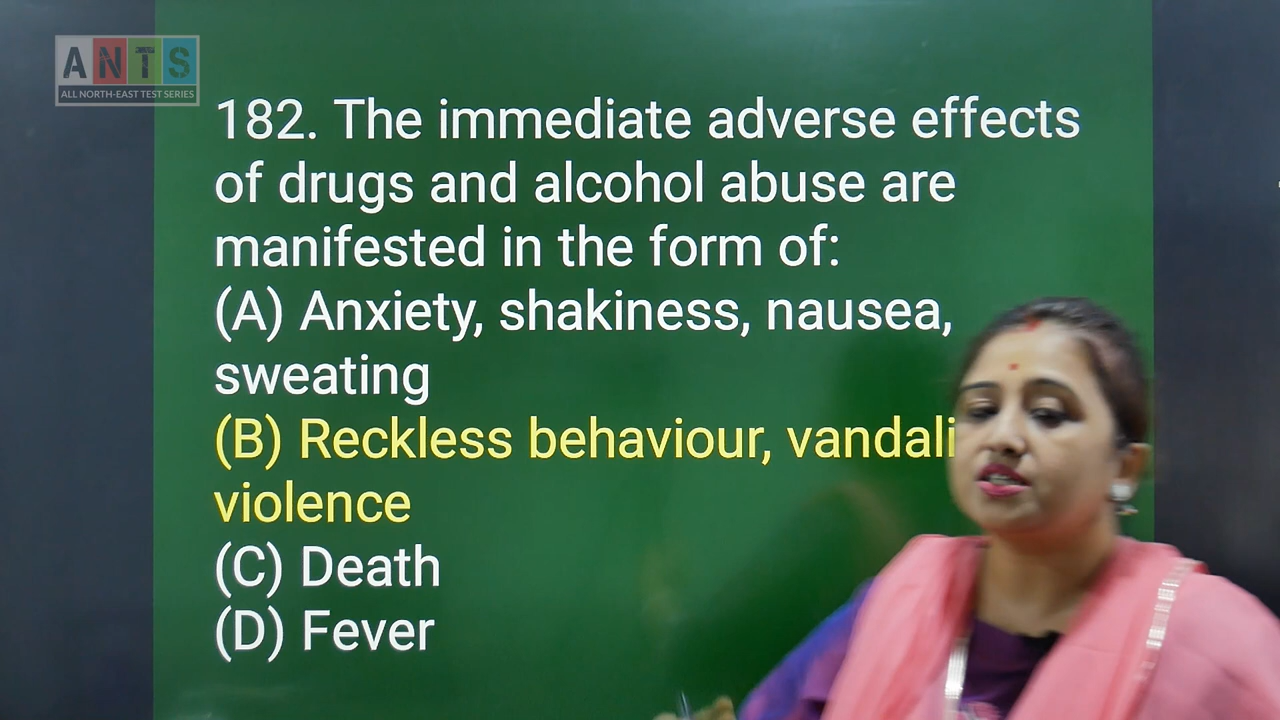 ANTS
ALL NORTH-EAST TEST SERIES
182. The immediate adverse effects
of drugs and alcohol abuse are
manifested in the form of:
(A) Anxiety, shakiness, nausea,
sweating
(B) Reckless behaviour, vandali
violence
(C) Death
(D) Fever